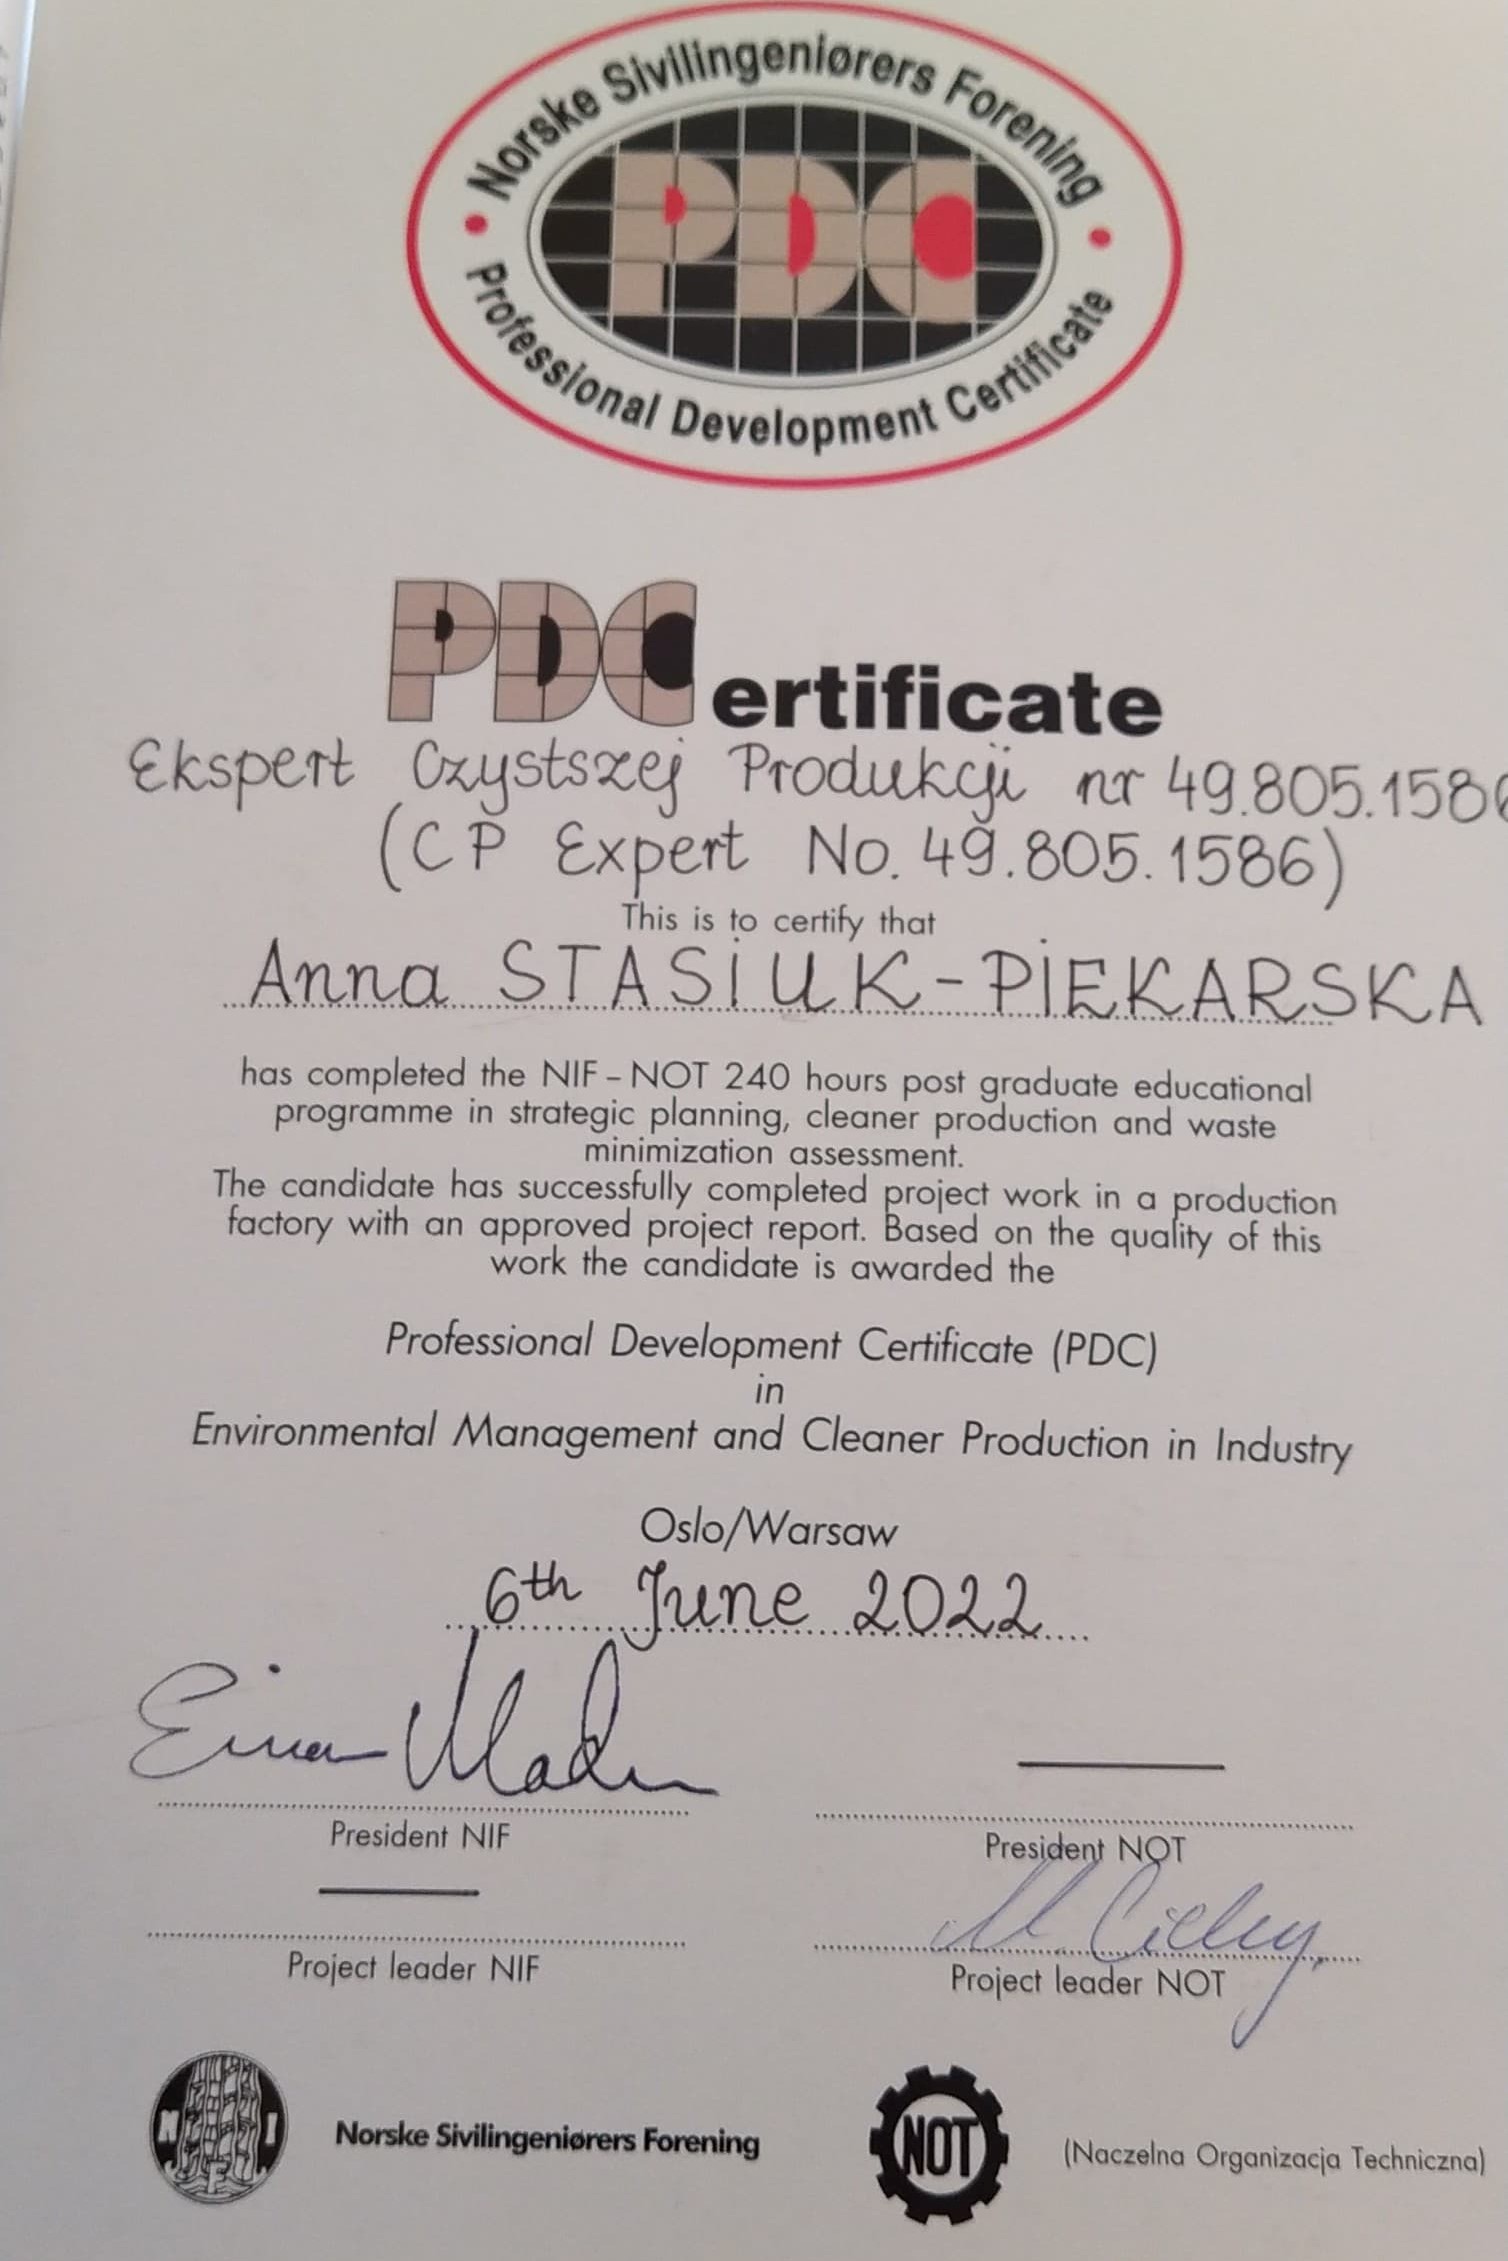 Norske Sivilingeniørers Forening
PDC
Professional Development Certificate
PDCertificate
Ekspert Czystszej Produkcji nr 49.805.1586
(CP Expert No. 49.805.1586)
This is to certify that
Anna STASIUK-PIEKARSKA
has completed the NIF-NOT 240 hours post graduate educational
programme in strategic planning, cleaner production and waste
minimization assessment.
The candidate has successfully completed project work in a production
factory with an approved project report. Based on the quality of this
work the candidate is awarded the
Professional Development Certificate (PDC)
in
Environmental Management and Cleaner Production in Industry
Oslo/Warsaw
6th June 2022
President NIF
President NOT
Project leader NIF
Project leader NOT
NIF
Norske Sivilingeniørers Forening
NOT
(Naczelna Organizacja Techniczna)